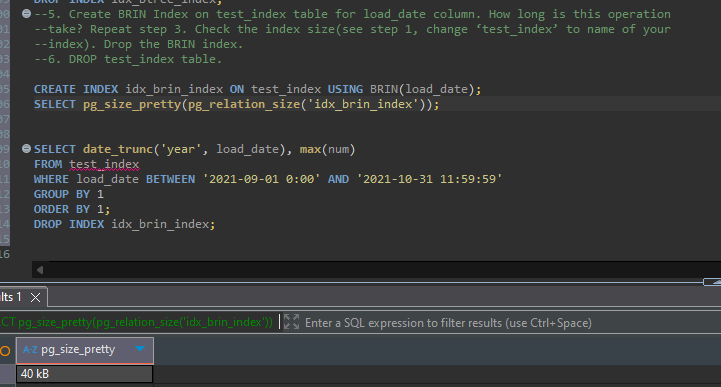 DROP INDEX idx_btree_index;
--5. Create BRIN Index on test_index table for load_date column. How long is this operation
--take? Repeat step 3. Check the index size(see step 1, change ‘test_index’ to name of your
--index). Drop the BRIN index.
--6. DROP test_index table.
CREATE INDEX idx_brin_index ON test_index USING BRIN(load_date);
SELECT pg_size_pretty(pg_relation_size('idx_brin_index'));
SELECT date_trunc('year', load_date), max(num)
FROM test_index
WHERE load_date BETWEEN '2021-09-01 0:00' AND '2021-10-31 11:59:59'
GROUP BY 1
ORDER BY 1;
DROP INDEX idx_brin_index;
16
lts 1
CT pg_size_pretty(pg_relation_size('idx_brin_index')) Enter a SQL expression to filter results (use Ctrl+Space)
A-Z pg_size_pretty
40 kB